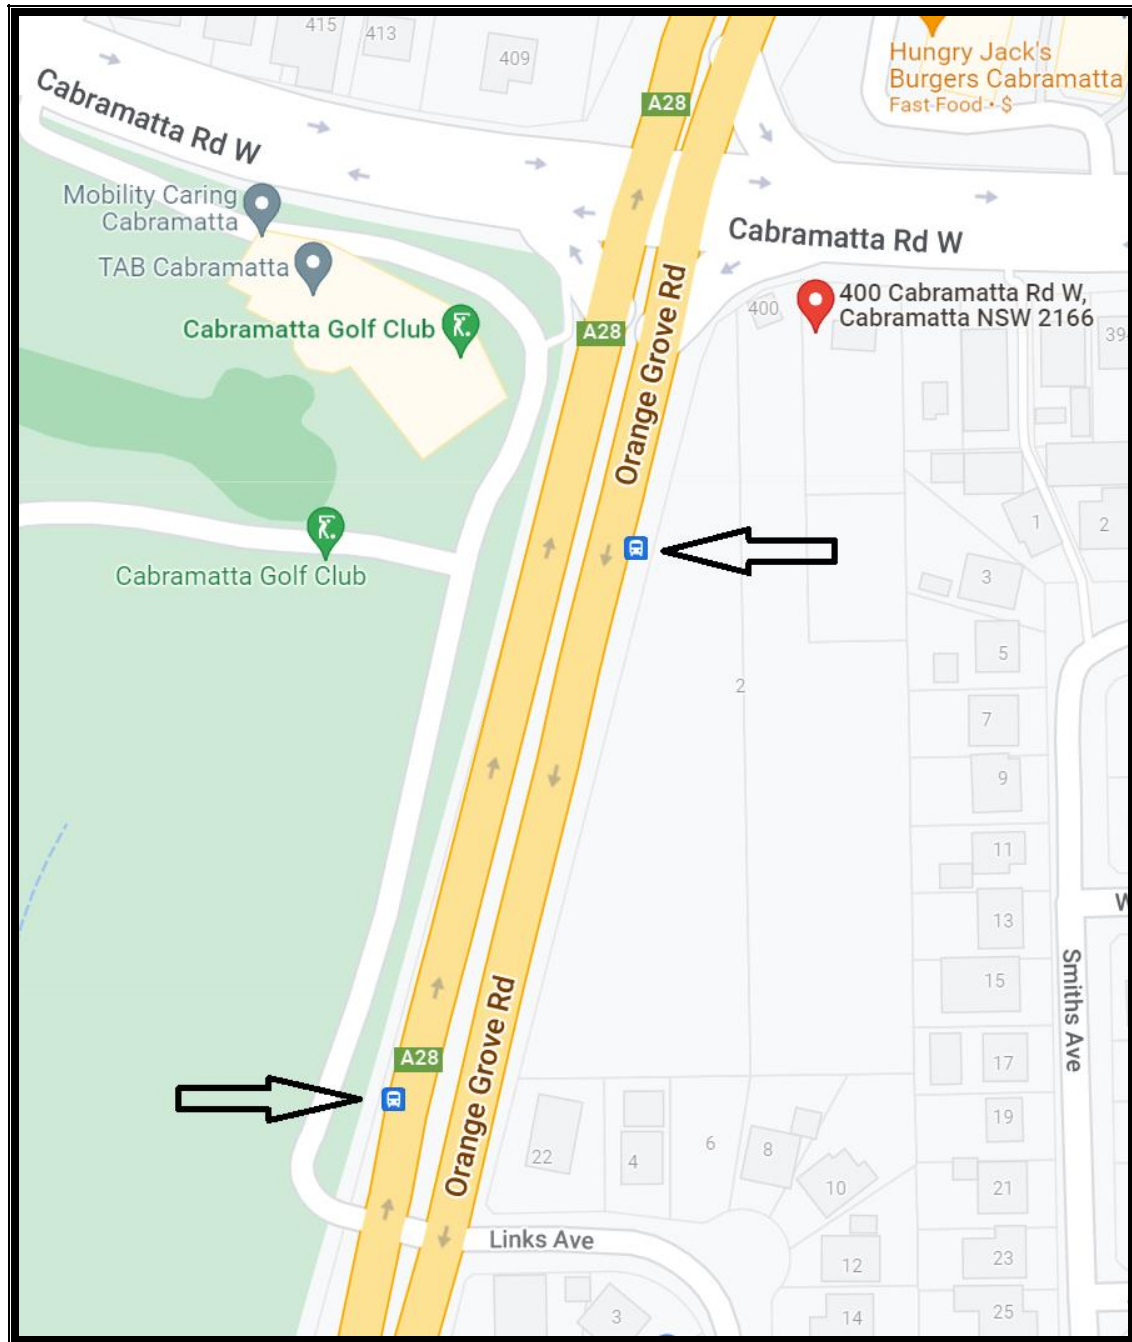 415
413
409
Hungry Jack's
Burgers Cabramatta
Fast Food • $
Cabramatta Rd W
A28
Mobility Caring
Cabramatta
TAB Cabramatta
Cabramatta Rd W
Cabramatta Golf Club
400
400 Cabramatta Rd W,
Cabramatta NSW 2166
A28
394
Orange Grove Rd
1
2
Cabramatta Golf Club
3
5
2
7
9
11
13
W
15
Smiths Ave
Orange Grove Rd
A28
17
19
22
4
6
8
10
21
Links Ave
12
23
3
14
25